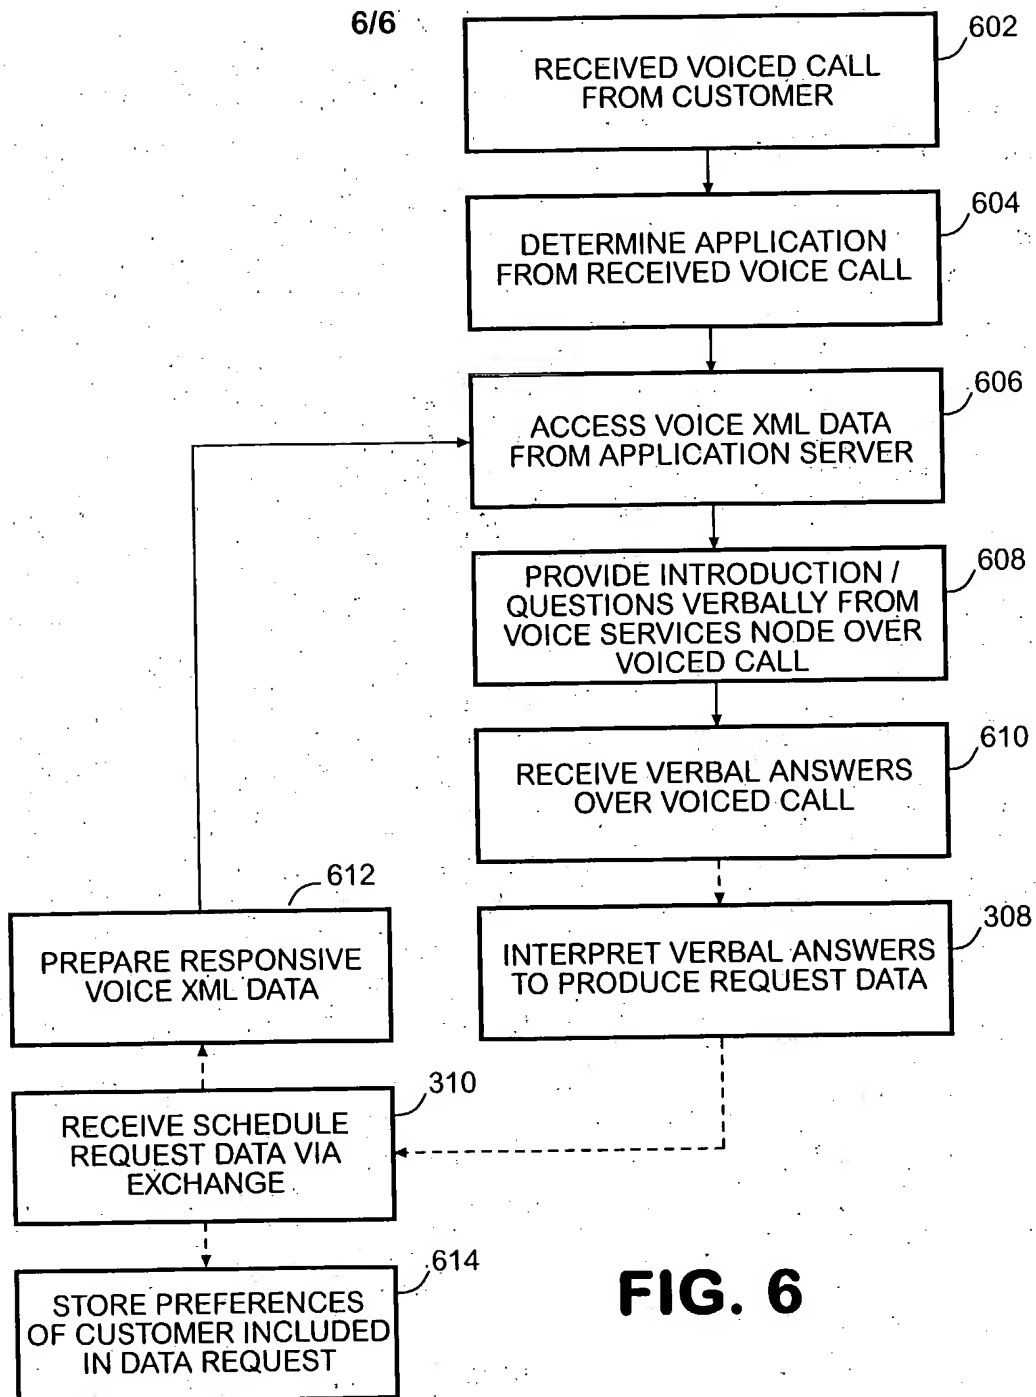 6/6
602
RECEIVED VOICED CALL
FROM CUSTOMER
604
DETERMINE APPLICATION
FROM RECEIVED VOICE CALL
606
ACCESS VOICE XML DATA
FROM APPLICATION SERVER
608
PROVIDE INTRODUCTION /
QUESTIONS VERBALLY FROM
VOICE SERVICES NODE OVER
VOICED CALL
610
RECEIVE VERBAL ANSWERS
OVER VOICED CALL
308
INTERPRET VERBAL ANSWERS
TO PRODUCE REQUEST DATA
612
PREPARE RESPONSIVE
VOICE XML DATA
310
RECEIVE SCHEDULE
REQUEST DATA VIA
EXCHANGE
614
STORE PREFERENCES
OF CUSTOMER INCLUDED
IN DATA REQUEST
FIG. 6